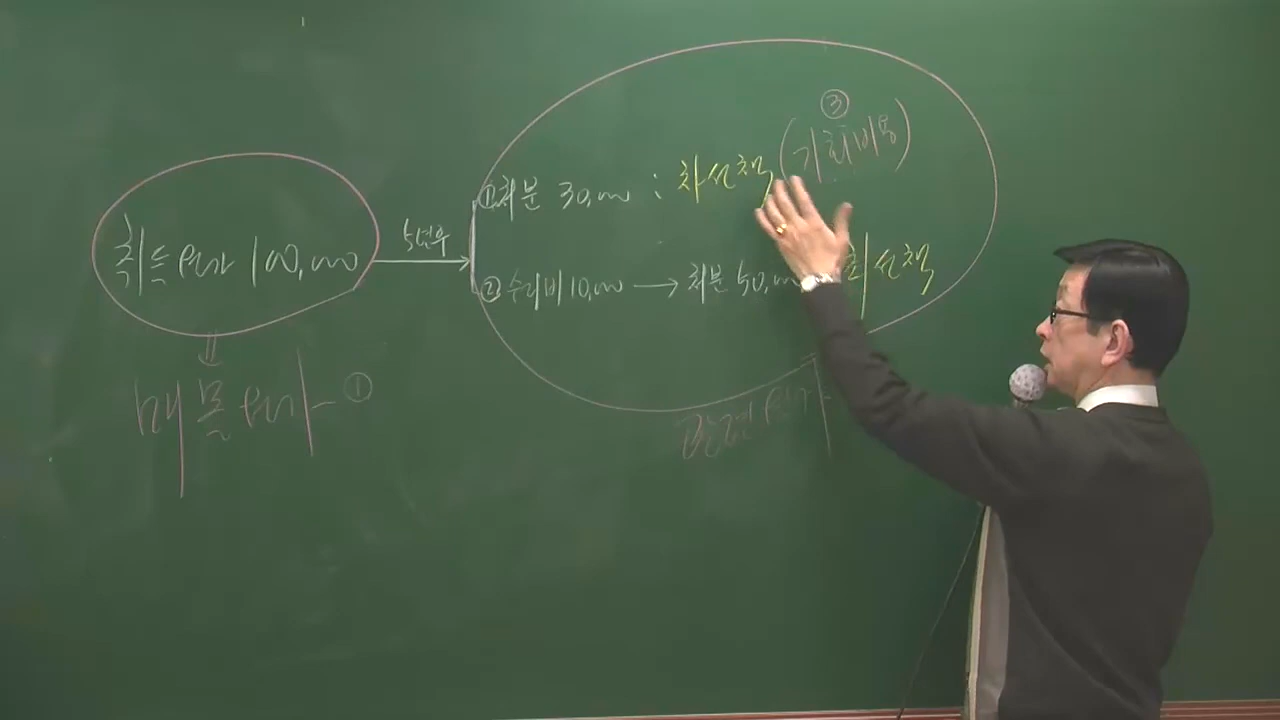 취득원가 100,000
5년후
① 처분 30,000 : 차선책 (기회비용) ③
② 수리비 10,000 → 처분 50,000 최선책
⇓
매몰원가 ①
관련원가